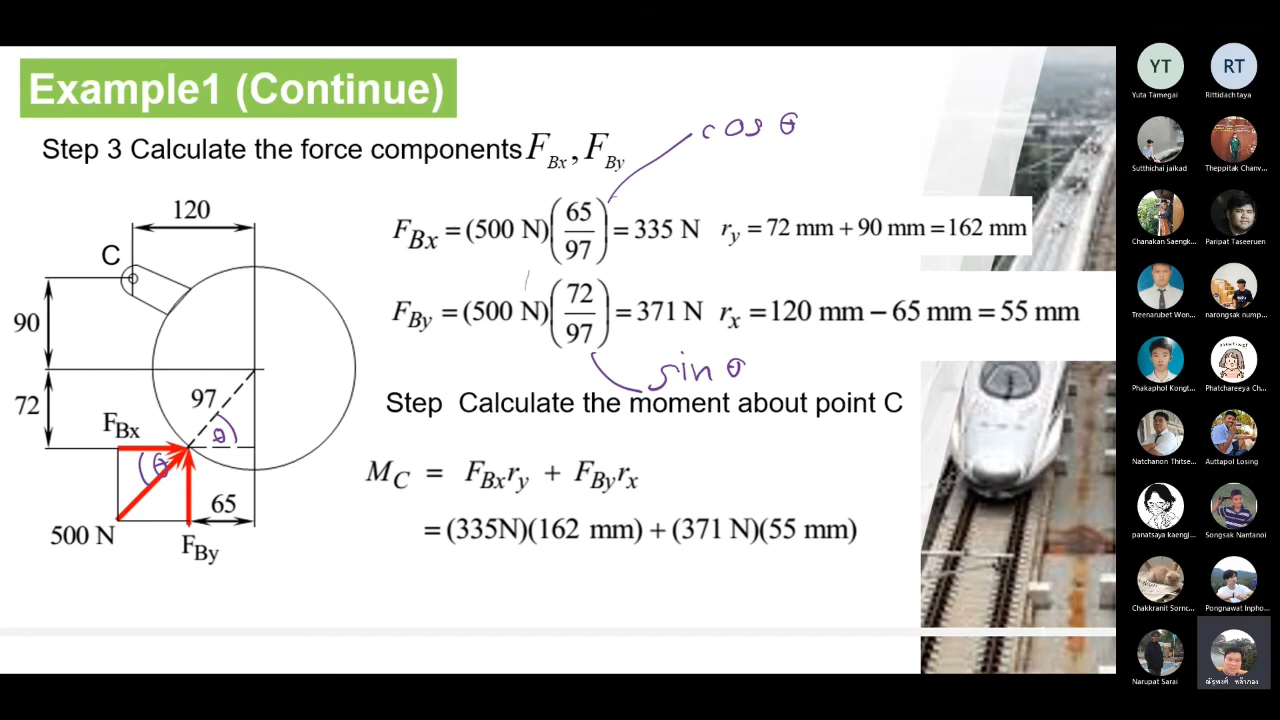 Example1 (Continue)
Step 3 Calculate the force components F_Bx, F_By
cos θ
120
C
90
72
97
F_Bx
θ
θ
65
500 N
F_By
F_Bx = (500 N)(65/97) = 335 N r_y = 72 mm + 90 mm = 162 mm
F_By = (500 N)(72/97) = 371 N r_x = 120 mm − 65 mm = 55 mm
sin θ
Step Calculate the moment about point C
M_C = F_Bx r_y + F_By r_x
= (335N)(162 mm) + (371 N)(55 mm)
YT
Yuta Tamegai
RT
Rittidach taya
Sutthichai jaikad
Theppitak Chanv...
Chanakan Saengk...
Paripat Taseeruen
Treenarubet Won...
narongsak nump...
Phakaphol Kongt...
Phatchareeya Ch...
Natchanon Thitse...
Auttapol Losing
panatsaya kaengj...
Songsak Nantanoi
Chakkranit Sornc...
Pongnawat Inpho...
Narupat Sarai